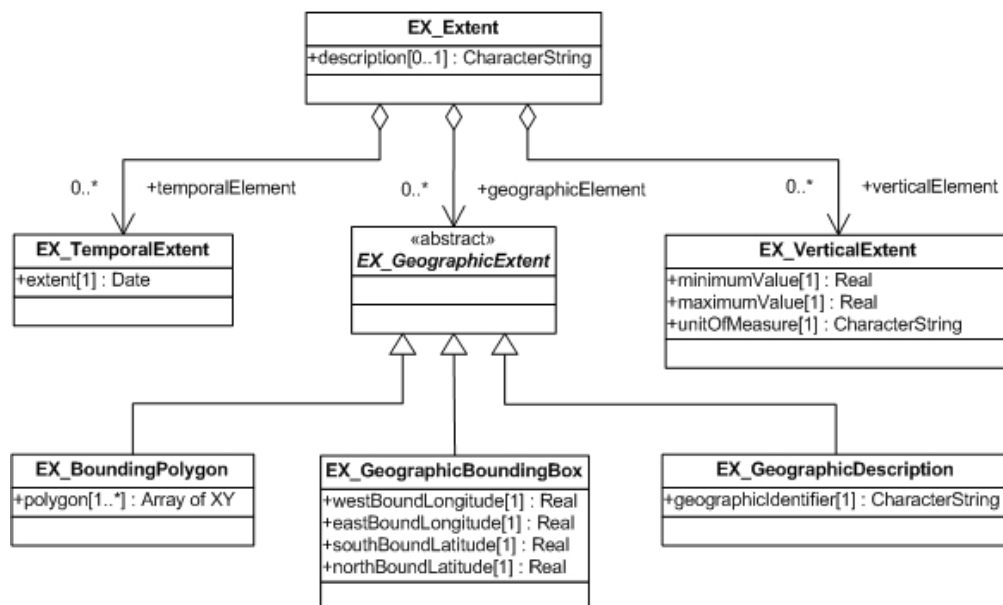 EX_Extent
+description[0..1] : CharacterString
0..*
+temporalElement
0..*
+geographicElement
0..*
+verticalElement
EX_TemporalExtent
+extent[1] : Date
«abstract»
EX_GeographicExtent
EX_VerticalExtent
+minimumValue[1] : Real
+maximumValue[1] : Real
+unitOfMeasure[1] : CharacterString
EX_BoundingPolygon
+polygon[1..*] : Array of XY
EX_GeographicBoundingBox
+westBoundLongitude[1] : Real
+eastBoundLongitude[1] : Real
+southBoundLatitude[1] : Real
+northBoundLatitude[1] : Real
EX_GeographicDescription
+geographicIdentifier[1] : CharacterString